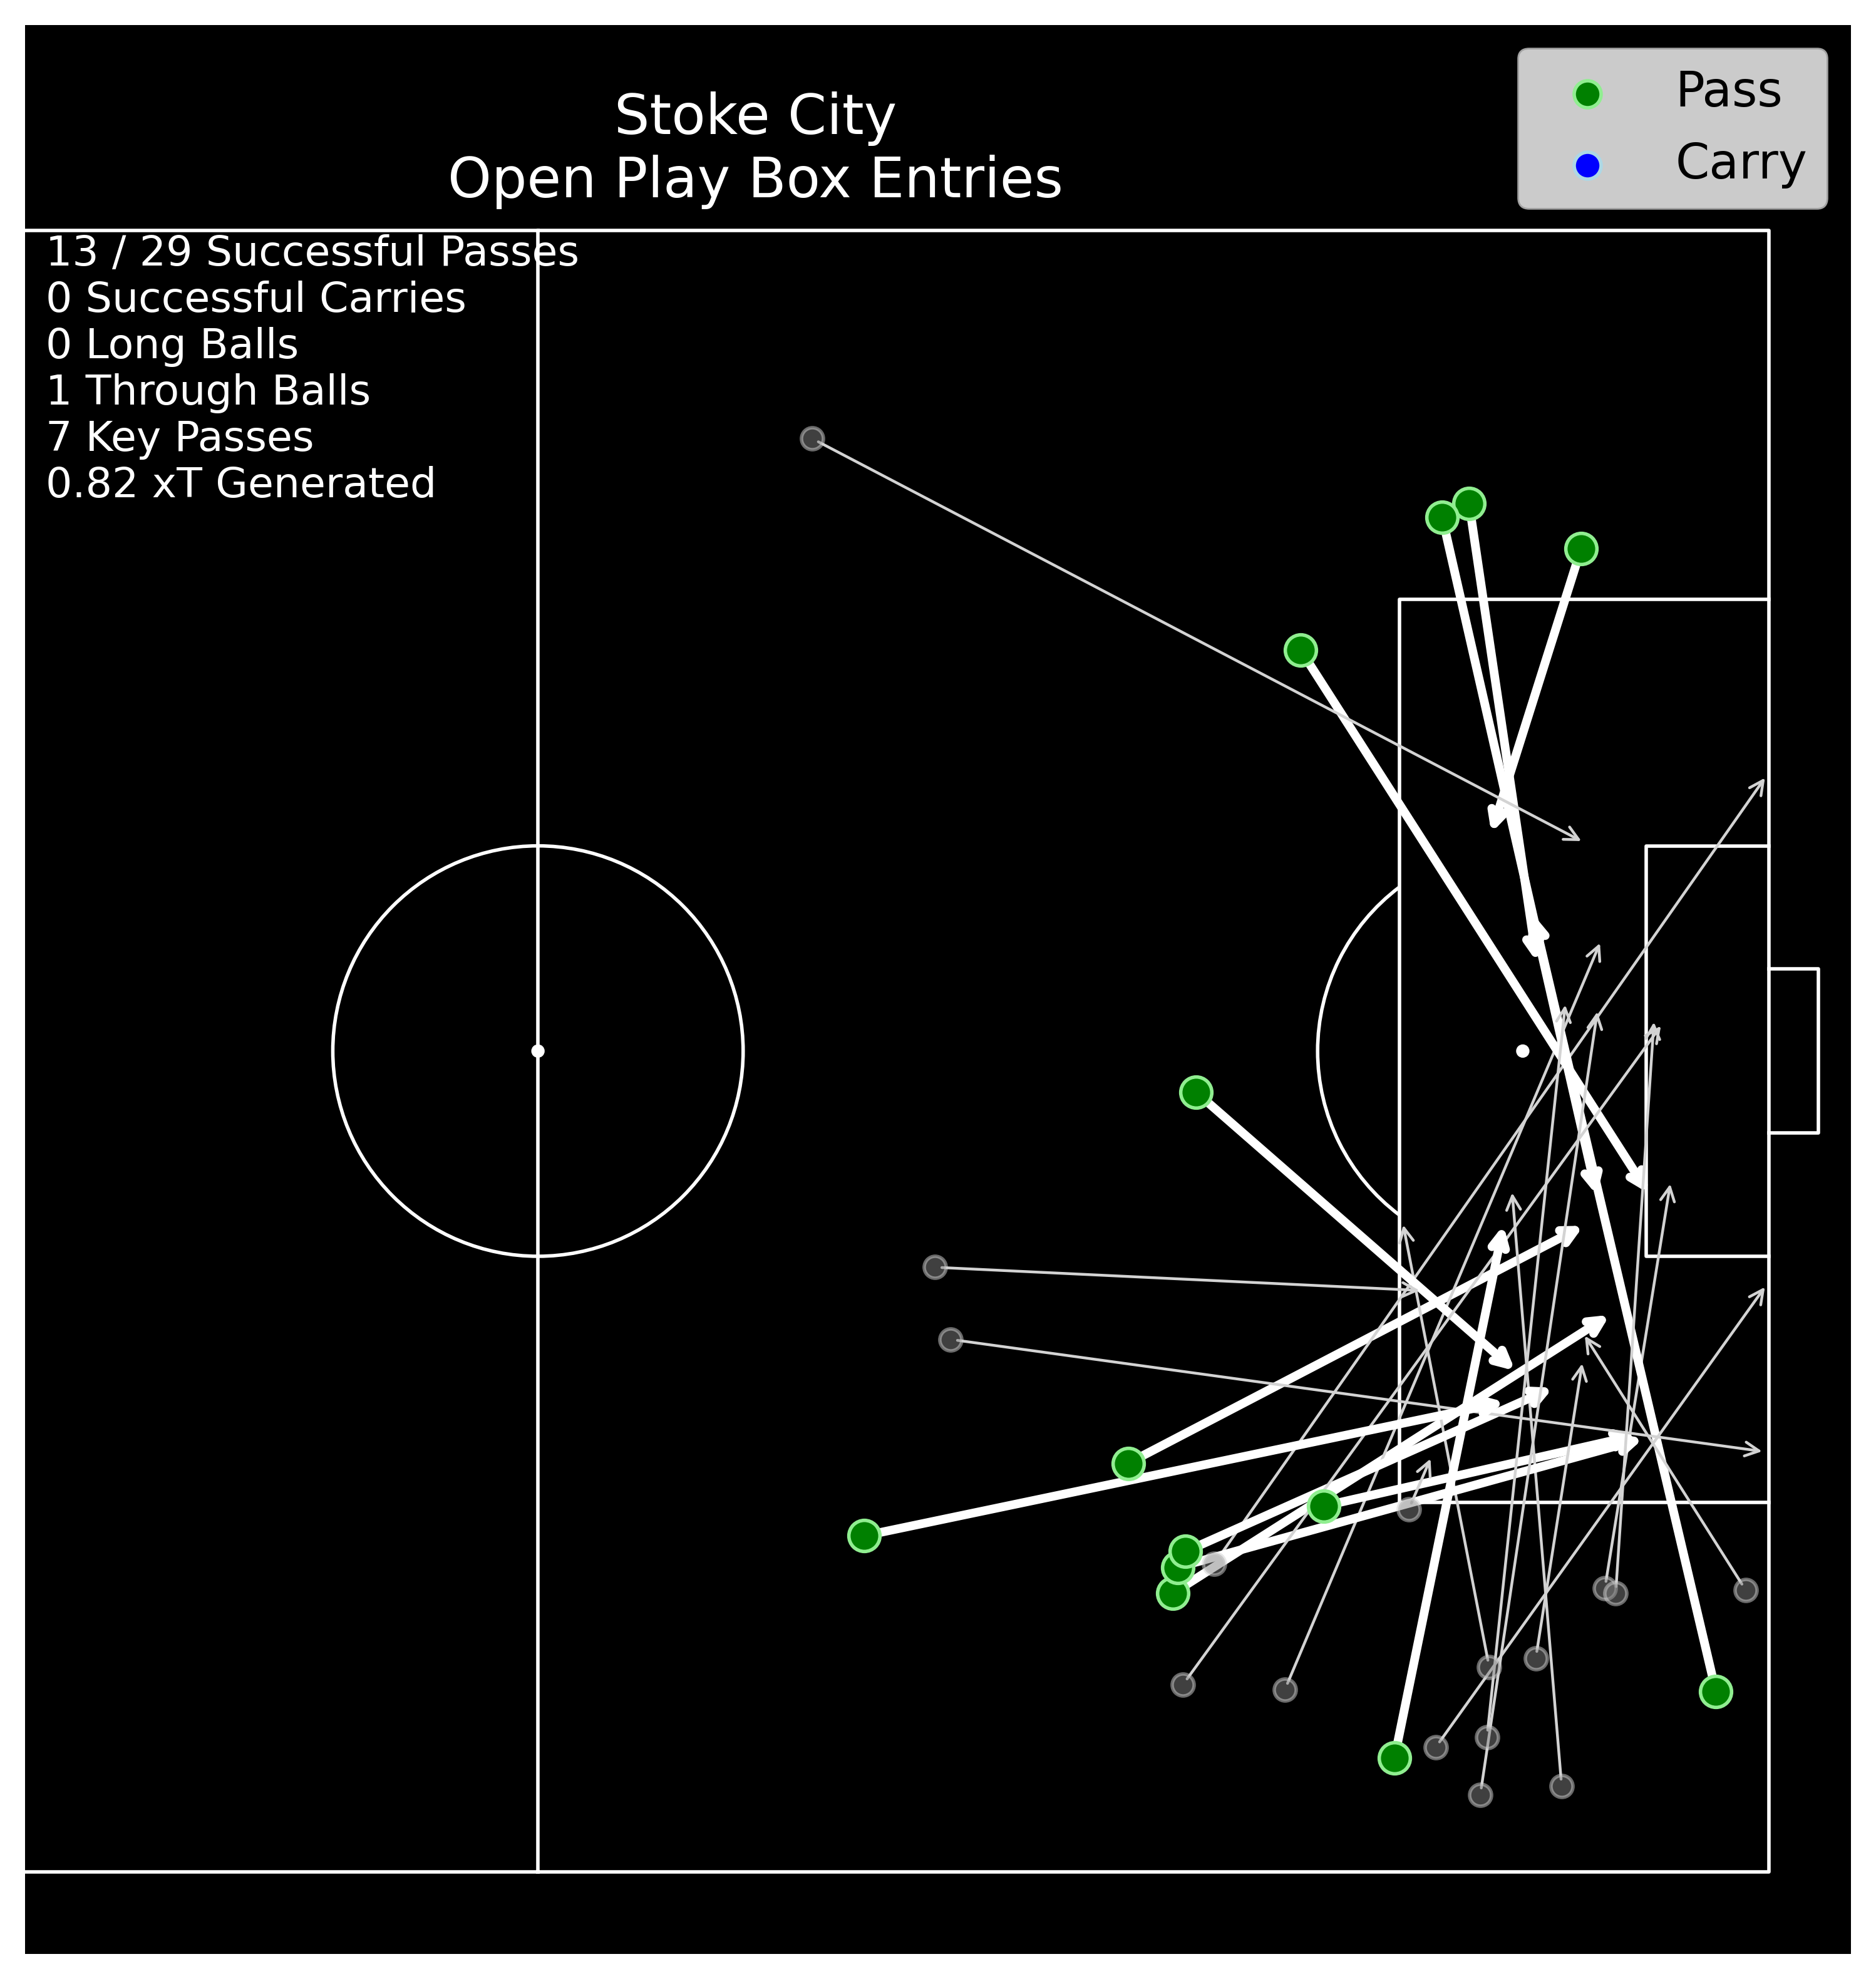 Stoke City
Open Play Box Entries
Pass
Carry
13 / 29 Successful Passes
0 Successful Carries
0 Long Balls
1 Through Balls
7 Key Passes
0.82 xT Generated